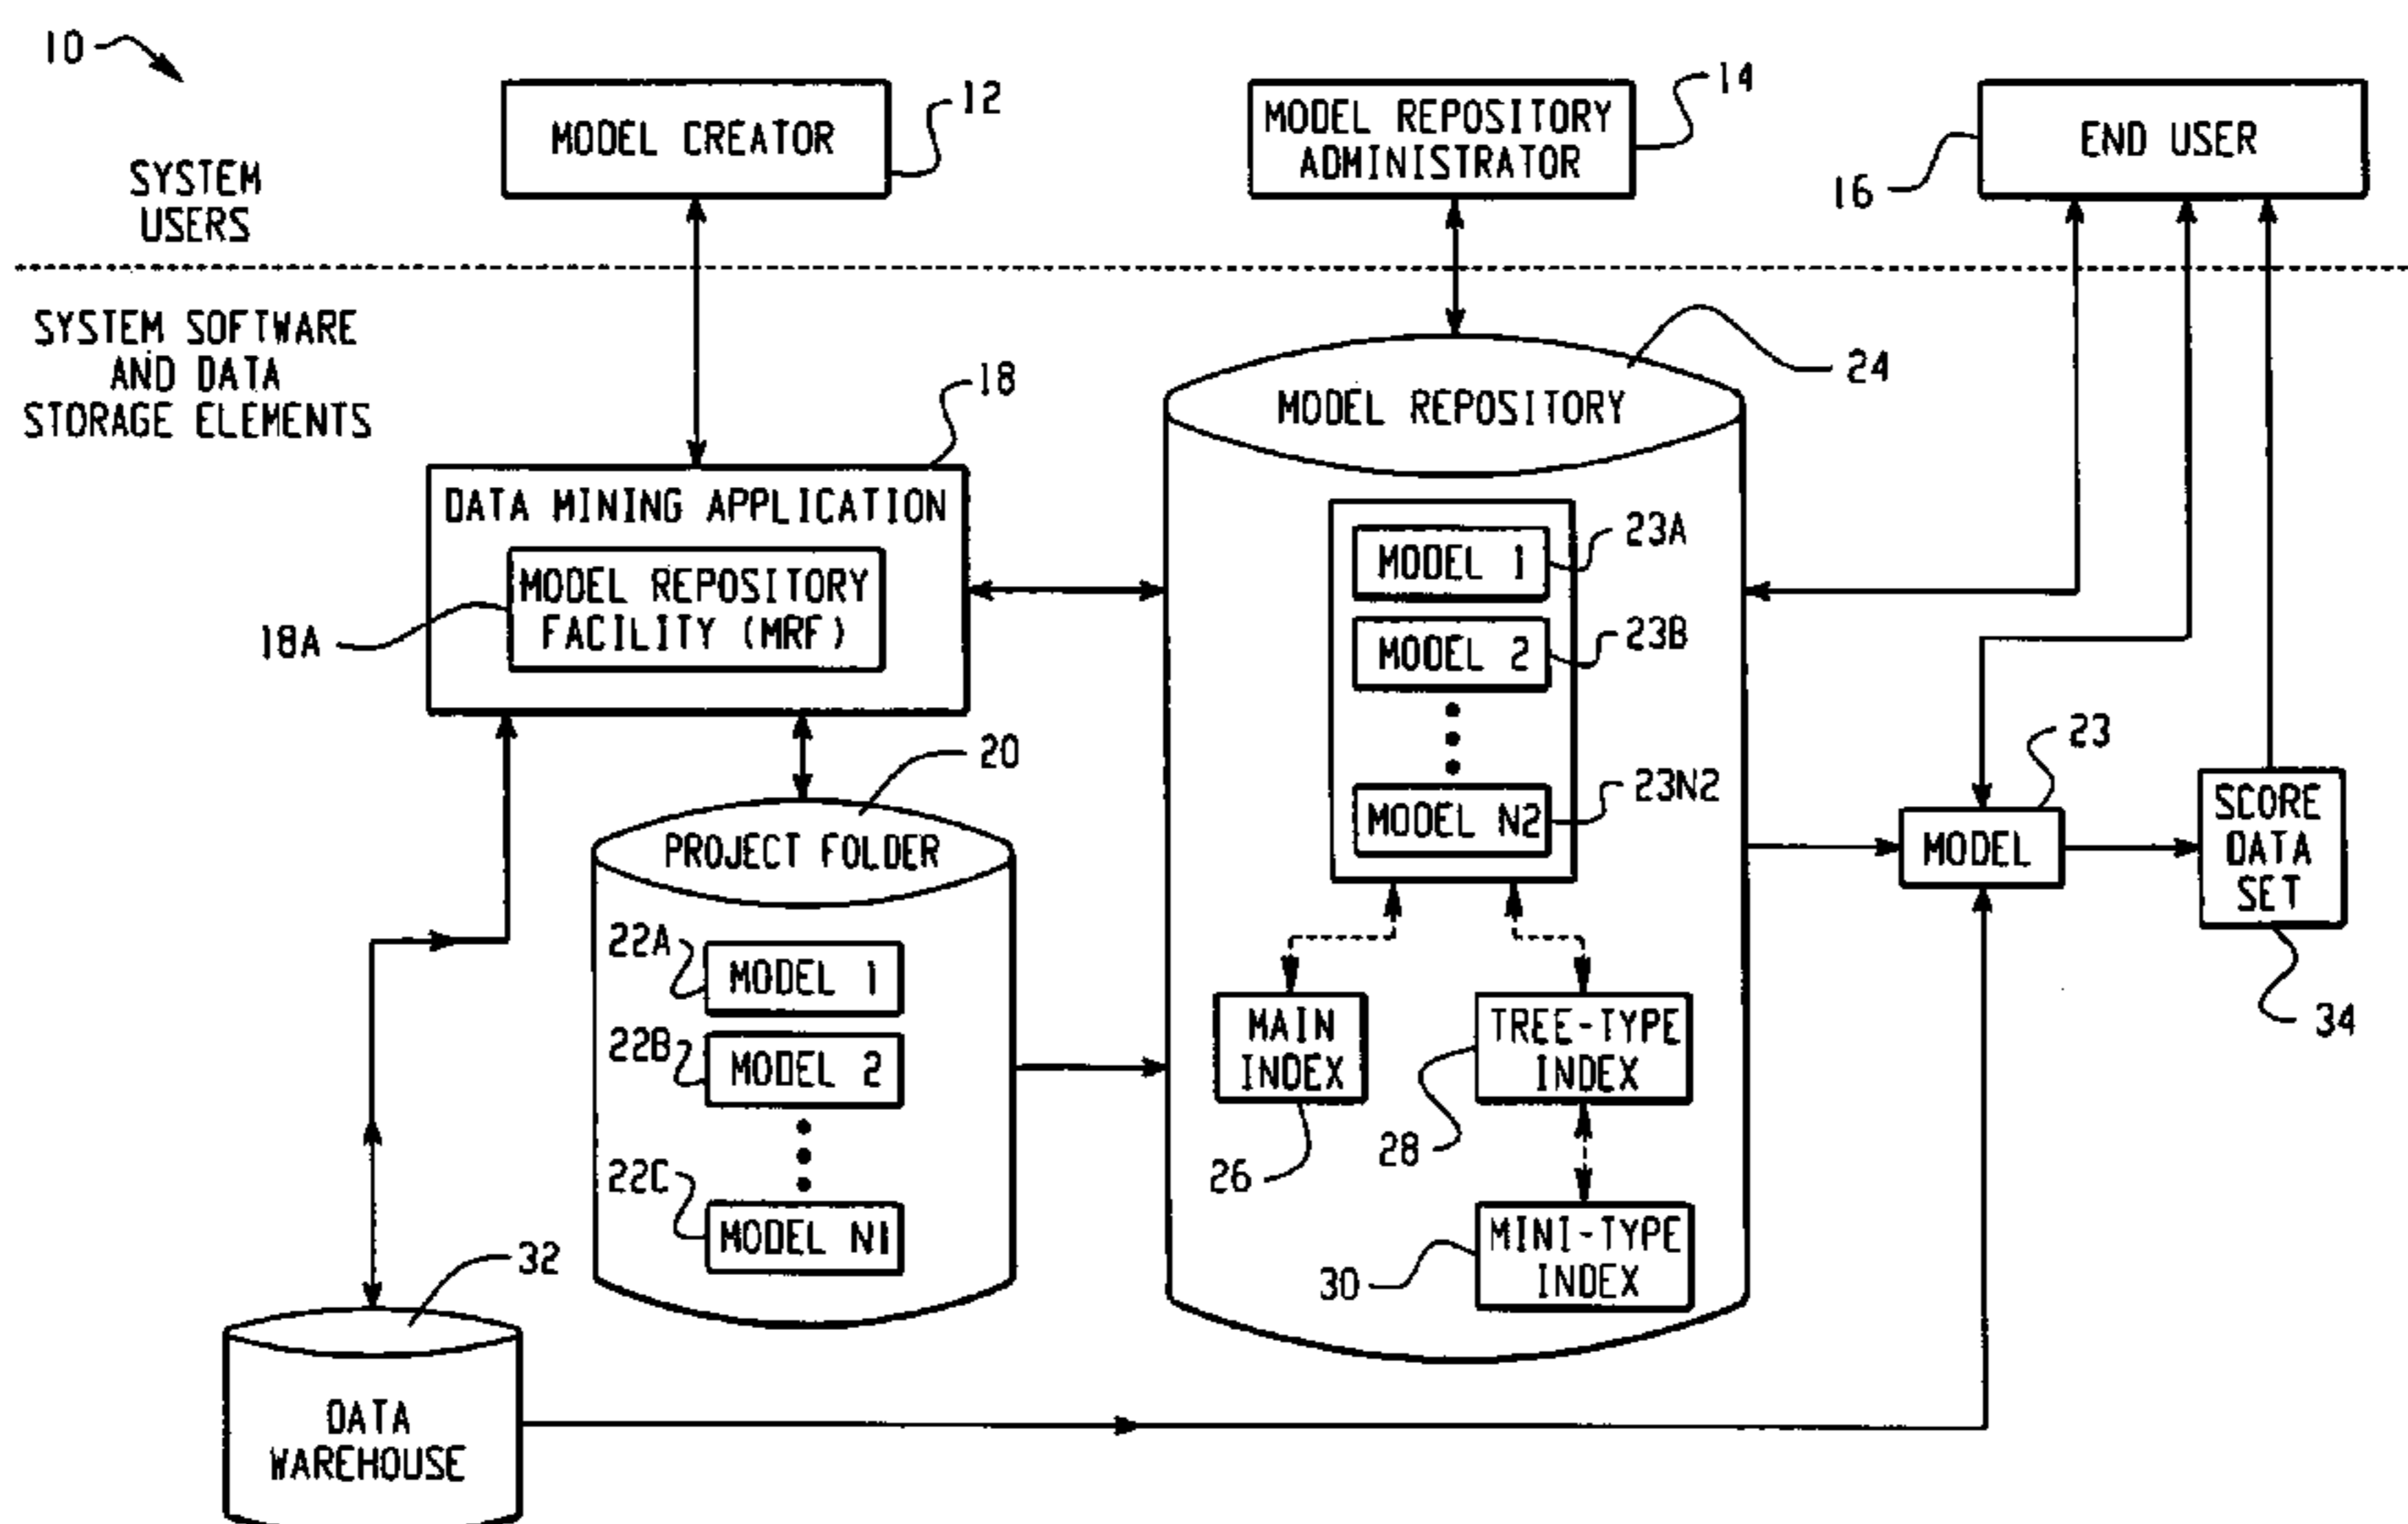 10
MODEL CREATOR
12
MODEL REPOSITORY
ADMINISTRATOR
14
END USER
16
SYSTEM
USERS
SYSTEM SOFTWARE
AND DATA
STORAGE ELEMENTS
18
DATA MINING APPLICATION
MODEL REPOSITORY
FACILITY (MRF)
18A
24
MODEL REPOSITORY
MODEL 1
23A
MODEL 2
23B
MODEL N2
23N2
20
PROJECT FOLDER
22A
MODEL 1
22B
MODEL 2
22C
MODEL N1
MAIN
INDEX
26
TREE-TYPE
INDEX
28
MINI-TYPE
INDEX
30
23
MODEL
SCORE
DATA
SET
34
32
DATA
WAREHOUSE